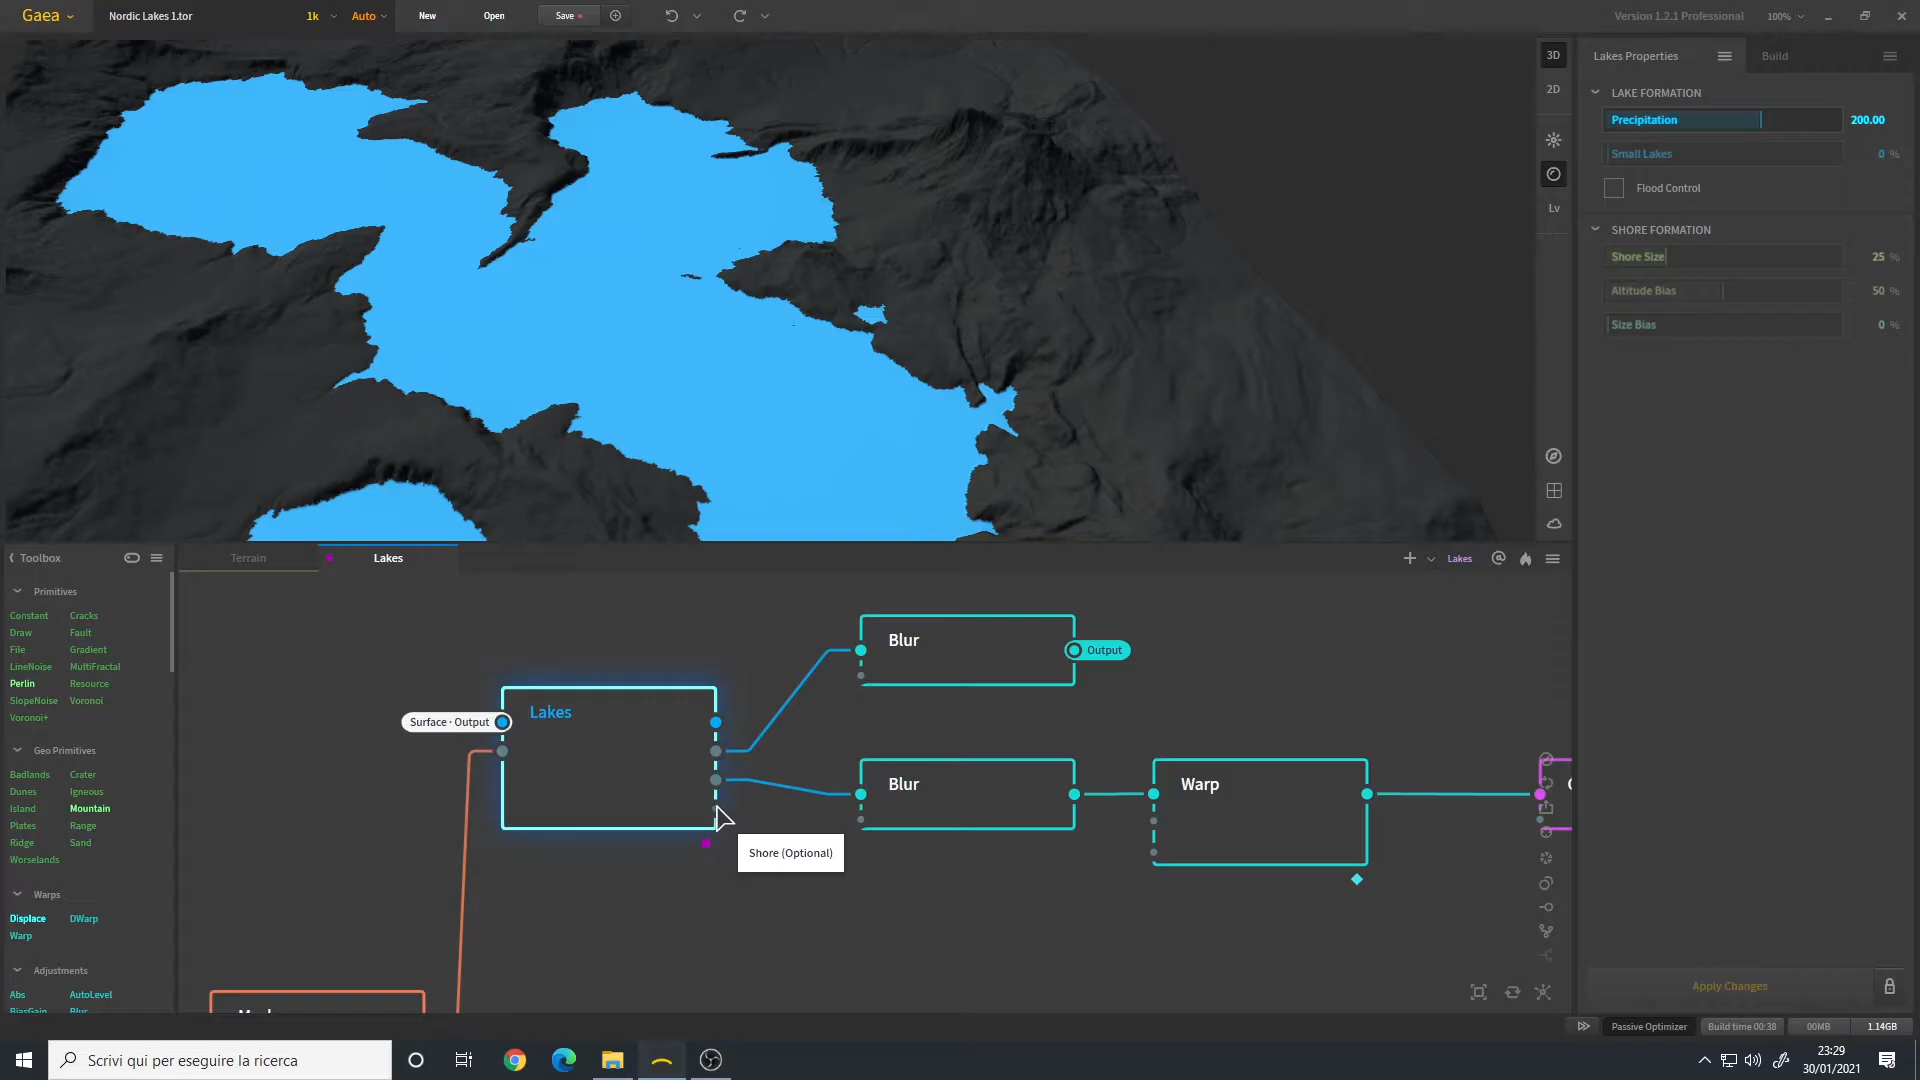 Gaea
Nordic Lakes 1.tor
1k
Auto
New
Open
Save
Version 1.2.1 Professional
100%
3D
2D
Lv
Lakes Properties
Build
LAKE FORMATION
Precipitation 200.00
Small Lakes 0 %
Flood Control
SHORE FORMATION
Shore Size 25 %
Altitude Bias 50 %
Size Bias 0 %
Apply Changes
Toolbox
Terrain
Lakes
Lakes
Primitives
Constant Cracks
Draw Fault
File Gradient
LineNoise MultiFractal
Perlin Resource
SlopeNoise Voronoi
Voronoi+
Geo Primitives
Badlands Crater
Dunes Igneous
Island Mountain
Plates Range
Ridge Sand
Worselands
Warps
Displace DWarp
Warp
Adjustments
Abs AutoLevel
BiasGain Blur
Surface · Output
Lakes
Blur
Output
Blur
Warp
Shore (Optional)
Passive Optimizer
Build time 00:38
00MB
1.14GB
Scrivi qui per eseguire la ricerca
23:29
30/01/2021